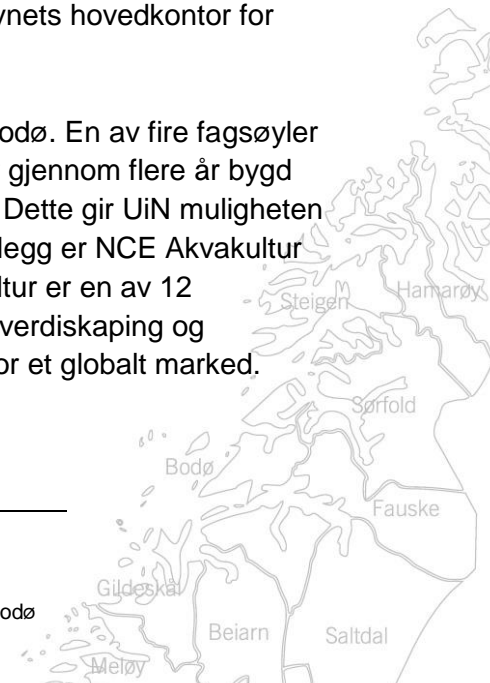 ynets hovedkontor for
odø. En av fire fagsøyler
gjennom flere år bygd
Dette gir UiN muligheten
legg er NCE Akvakultur
ltur er en av 12
verdiskaping og
or et globalt marked.
Steigen
Hamarøy
Sørfold
Bodø
Fauske
Gildeskål
odø
Beiarn
Saltdal
Meløy